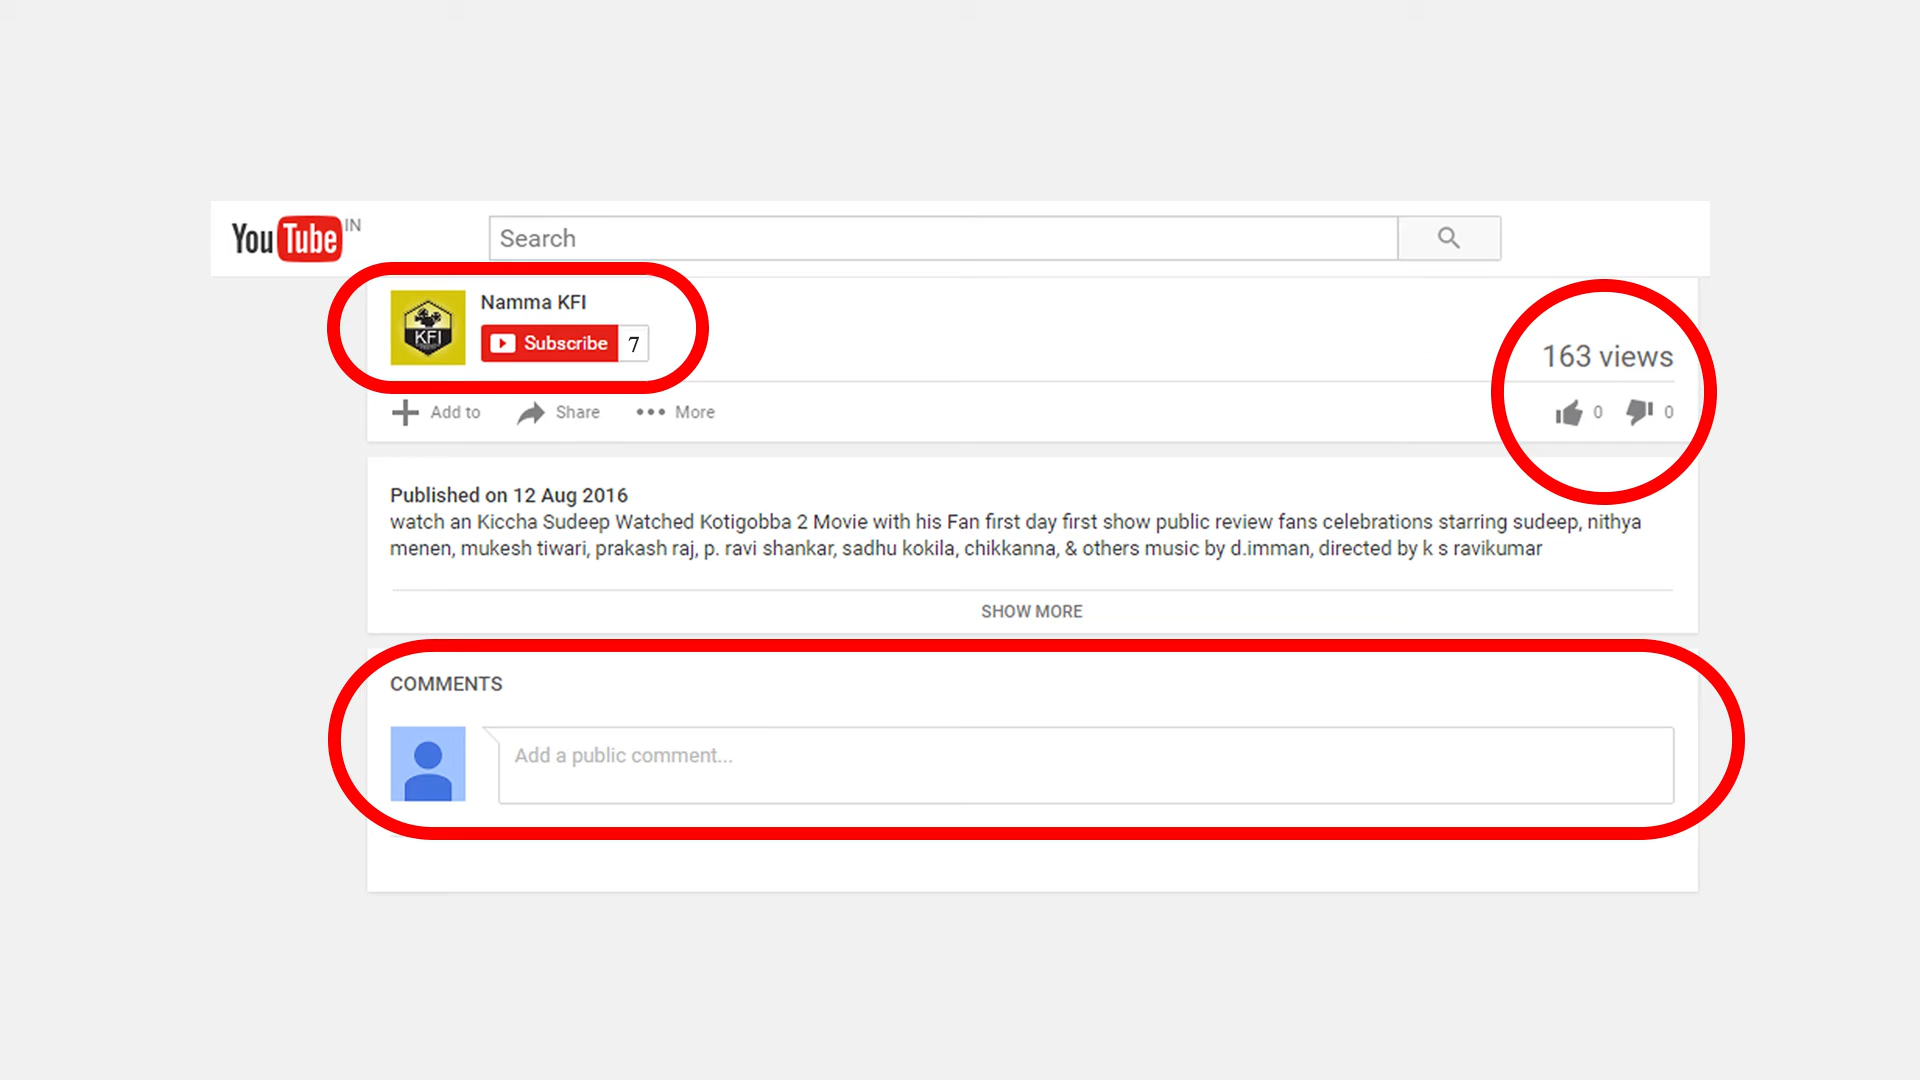 YouTube IN
Search
Namma KFI
KFI
Subscribe 7
163 views
Add to Share More
0 0
Published on 12 Aug 2016
watch an Kiccha Sudeep Watched Kotigobba 2 Movie with his Fan first day first show public review fans celebrations starring sudeep, nithya
menen, mukesh tiwari, prakash raj, p. ravi shankar, sadhu kokila, chikkanna, & others music by d.imman, directed by k s ravikumar
SHOW MORE
COMMENTS
Add a public comment...